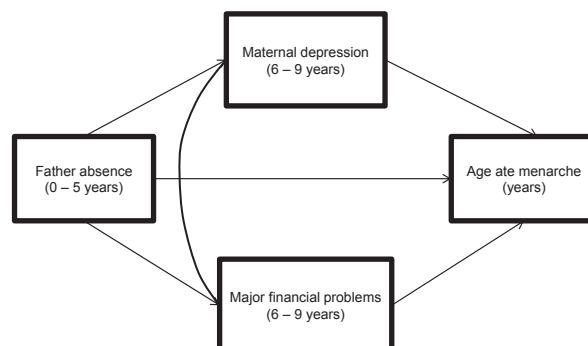 Maternal depression
(6 – 9 years)
Father absence
(0 – 5 years)
Age ate menarche
(years)
Major financial problems
(6 – 9 years)